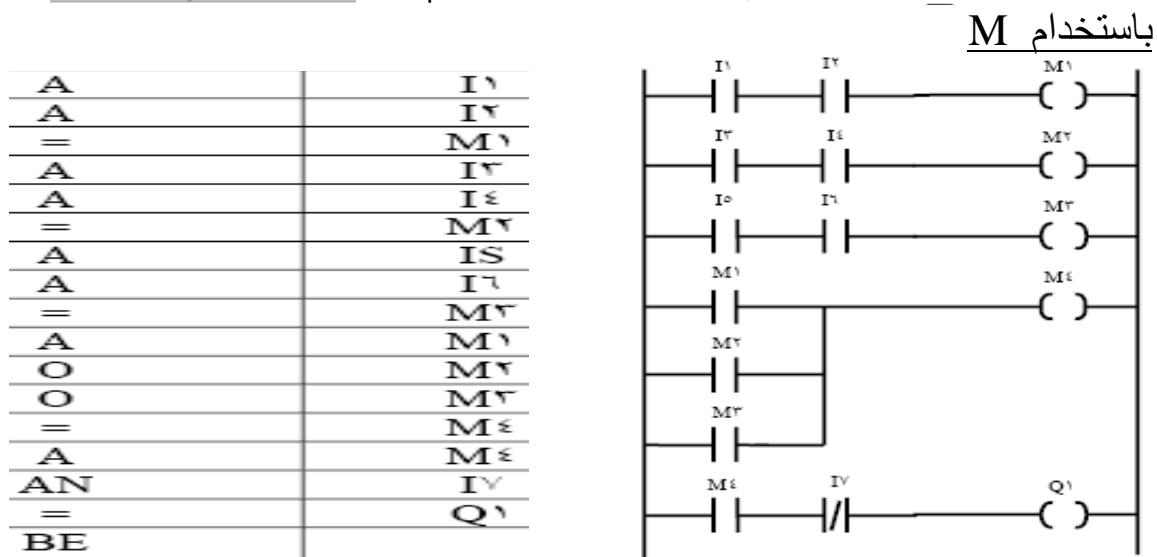 باستخدام M
A I١
A I٢
= M١
A I٣
A I٤
= M٢
A IS
A I٦
= M٣
A M١
O M٢
O M٣
= M٤
A M٤
AN I٧
= Q١
BE
I١ I٢ M١
I٣ I٤ M٢
I٥ I٦ M٣
M١ M٤
M٢
M٣
M٤ I٧ Q١